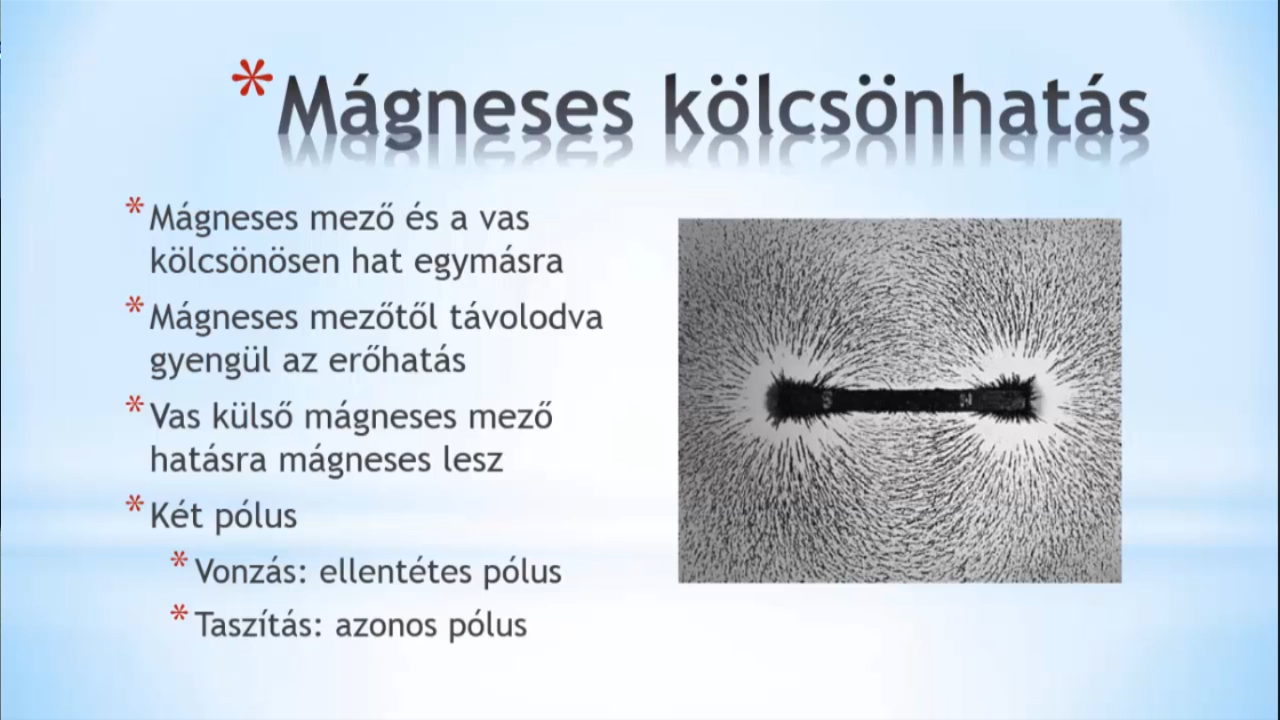 * Mágneses kölcsönhatás
* Mágneses mező és a vas
kölcsönösen hat egymásra
* Mágneses mezőtől távolodva
gyengül az erőhatás
* Vas külső mágneses mező
hatásra mágneses lesz
* Két pólus
* Vonzás: ellentétes pólus
* Taszítás: azonos pólus